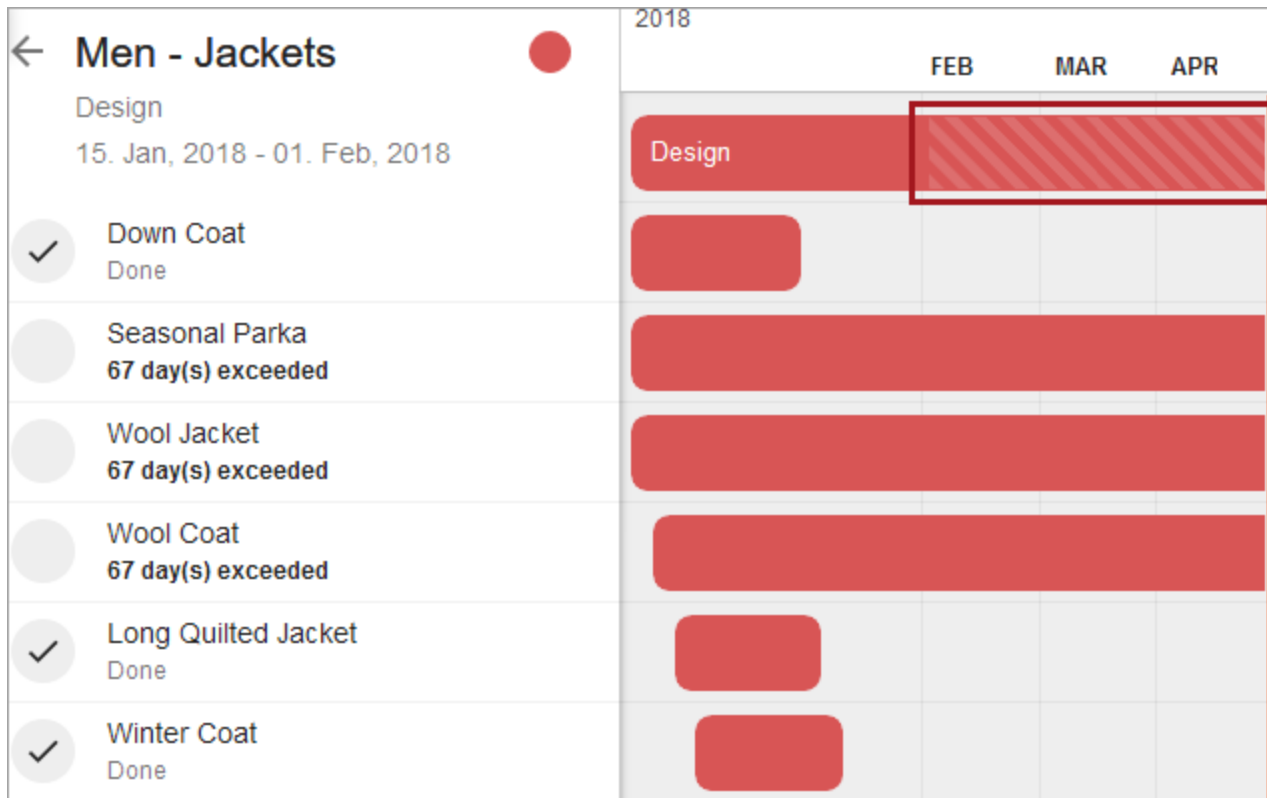 Men - Jackets
Design
15. Jan, 2018 - 01. Feb, 2018
2018
FEB MAR APR
Design
Down Coat
Done
Seasonal Parka
67 day(s) exceeded
Wool Jacket
67 day(s) exceeded
Wool Coat
67 day(s) exceeded
Long Quilted Jacket
Done
Winter Coat
Done